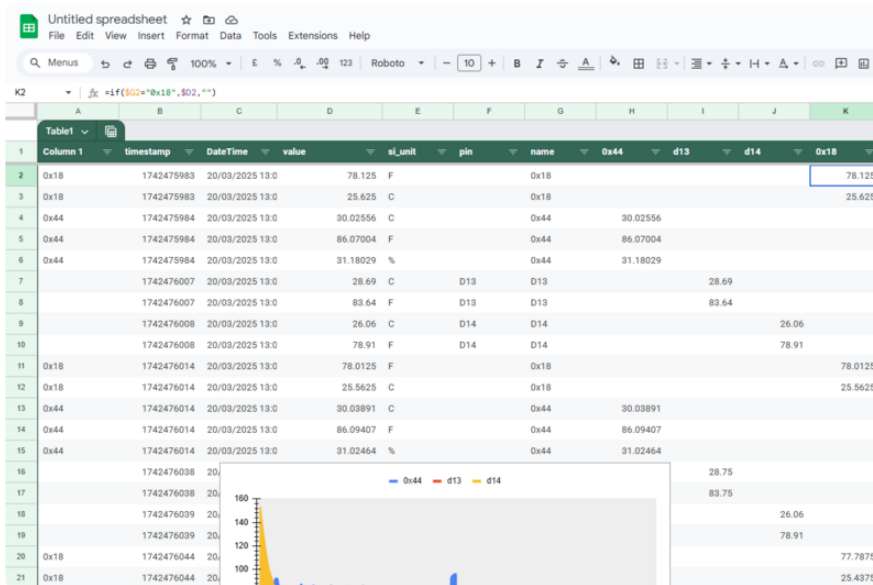 Untitled spreadsheet
File Edit View Insert Format Data Tools Extensions Help
Menus 100% £ % .0 .00 123 Roboto − 10 + B I A
K2 fx =if($G2="0x18",$D2,"")
A B C D E F G H I J K
Table1
1 Column 1 timestamp DateTime value si_unit pin name 0x44 d13 d14 0x18
2 0x18 1742475983 20/03/2025 13:0 78.125 F 0x18 78.125
3 0x18 1742475983 20/03/2025 13:0 25.625 C 0x18 25.625
4 0x44 1742475984 20/03/2025 13:0 30.02556 C 0x44 30.02556
5 0x44 1742475984 20/03/2025 13:0 86.07004 F 0x44 86.07004
6 0x44 1742475984 20/03/2025 13:0 31.18029 % 0x44 31.18029
7 1742476007 20/03/2025 13:0 28.69 C D13 D13 28.69
8 1742476007 20/03/2025 13:0 83.64 F D13 D13 83.64
9 1742476008 20/03/2025 13:0 26.06 C D14 D14 26.06
10 1742476008 20/03/2025 13:0 78.91 F D14 D14 78.91
11 0x18 1742476014 20/03/2025 13:0 78.0125 F 0x18 78.0125
12 0x18 1742476014 20/03/2025 13:0 25.5625 C 0x18 25.5625
13 0x44 1742476014 20/03/2025 13:0 30.03891 C 0x44 30.03891
14 0x44 1742476014 20/03/2025 13:0 86.09407 F 0x44 86.09407
15 0x44 1742476014 20/03/2025 13:0 31.02464 % 0x44 31.02464
16 1742476038 20 28.75
0x44 d13 d14
17 1742476038 20 83.75
160
18 1742476039 20 26.06
140
19 1742476039 20 78.91
120
20 0x18 1742476044 20 77.7875
100
21 0x18 1742476044 20 25.4375